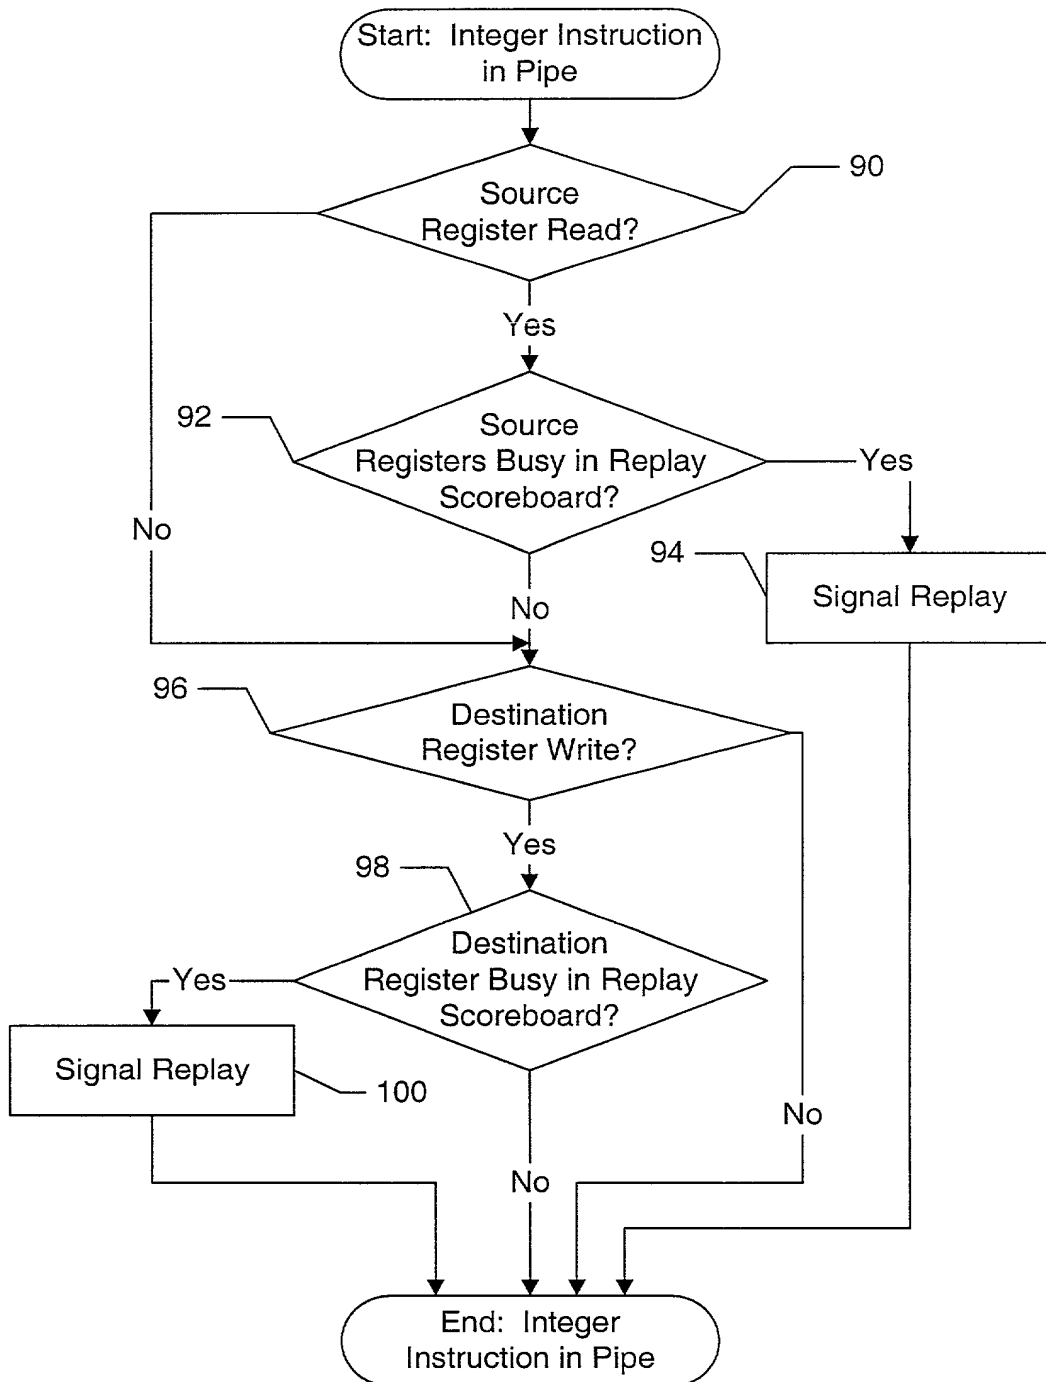 Start: Integer Instruction
in Pipe
90
Source
Register Read?
Yes
92
Source
Registers Busy in Replay
Scoreboard?
Yes
No
94
Signal Replay
No
96
Destination
Register Write?
Yes
98
Destination
Register Busy in Replay
Scoreboard?
Yes
Signal Replay
100
No
No
End: Integer
Instruction in Pipe